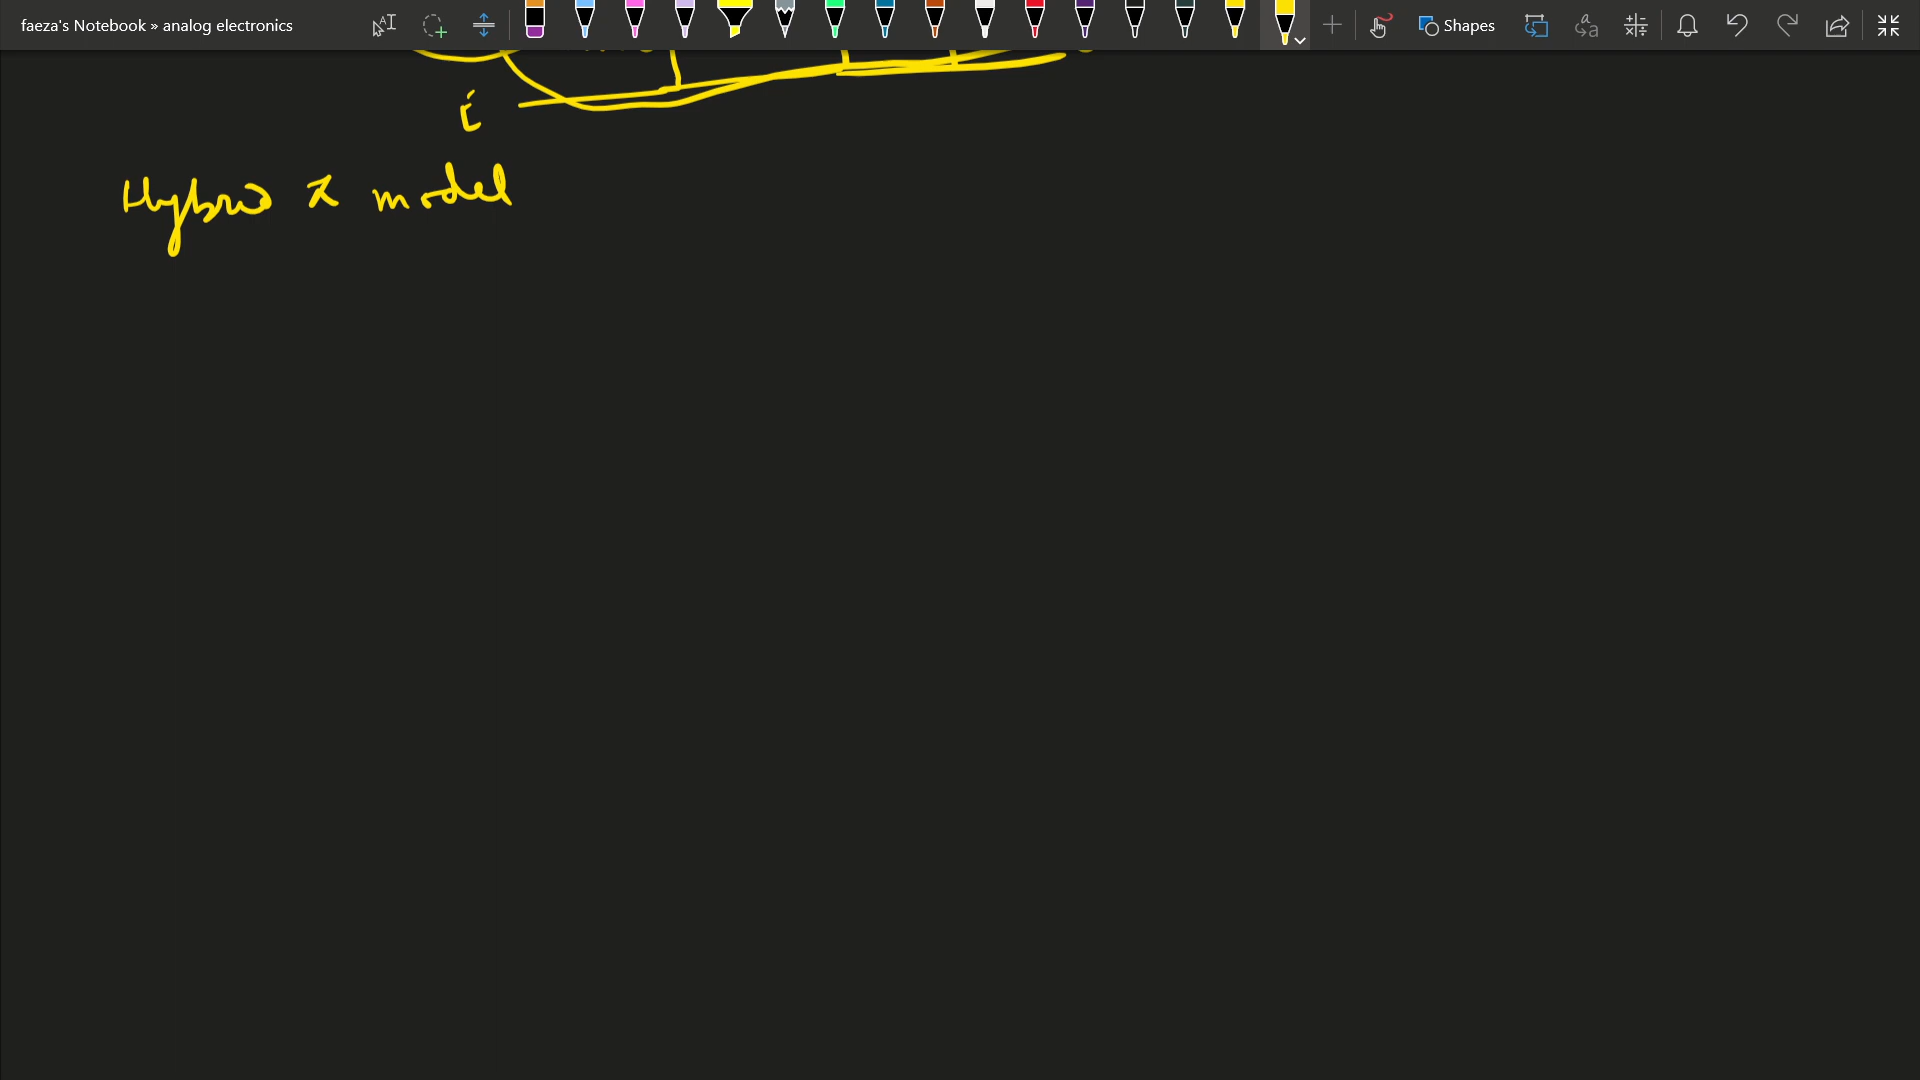 faeza's Notebook » analog electronics
Shapes
E
Hybrid π model